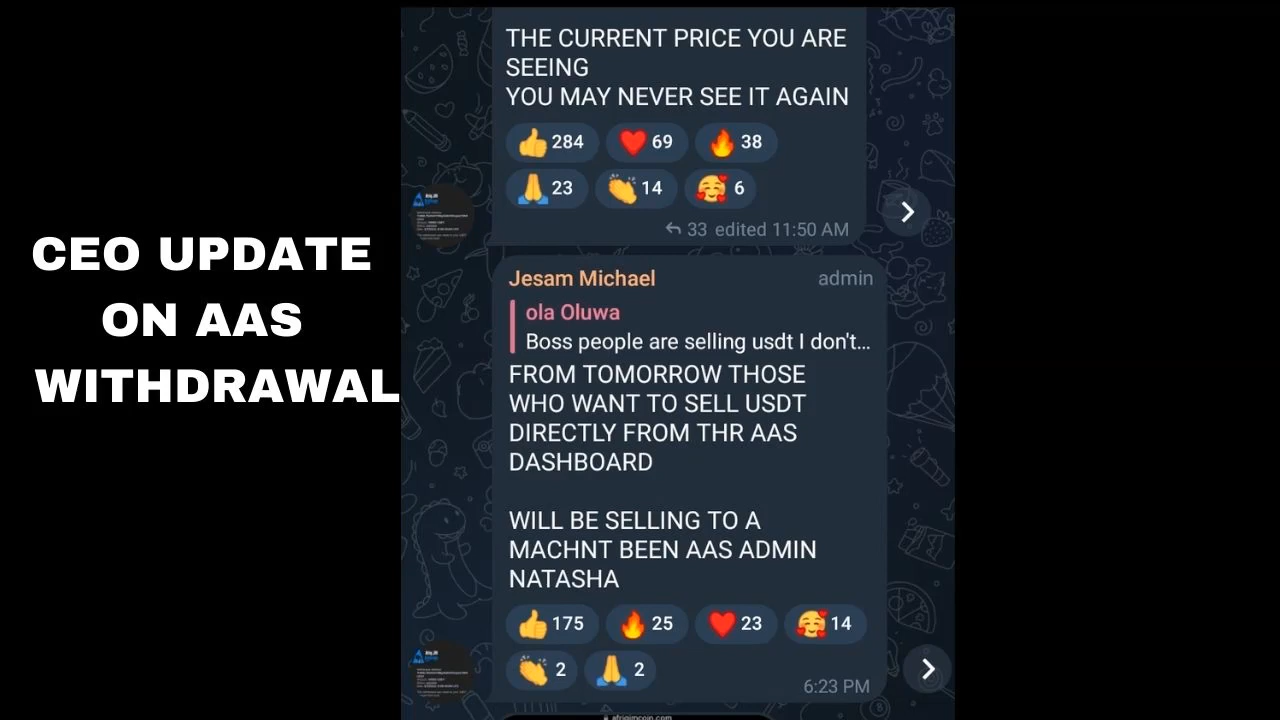 CEO UPDATE
ON AAS
WITHDRAWAL
THE CURRENT PRICE YOU ARE
SEEING
YOU MAY NEVER SEE IT AGAIN
284 69 38
23 14 6
33 edited 11:50 AM
Jesam Michael admin
ola Oluwa
Boss people are selling usdt I don't...
FROM TOMORROW THOSE
WHO WANT TO SELL USDT
DIRECTLY FROM THR AAS
DASHBOARD
WILL BE SELLING TO A
MACHNT BEEN AAS ADMIN
NATASHA
175 25 23 14
2 2
6:23 PM